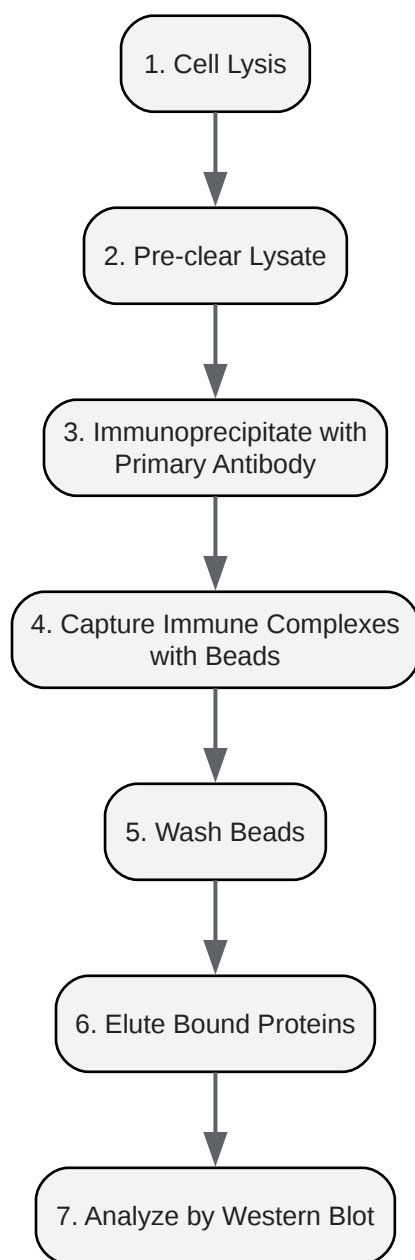 1. Cell Lysis
2. Pre-clear Lysate
3. Immunoprecipitate with
Primary Antibody
4. Capture Immune Complexes
with Beads
5. Wash Beads
6. Elute Bound Proteins
7. Analyze by Western Blot